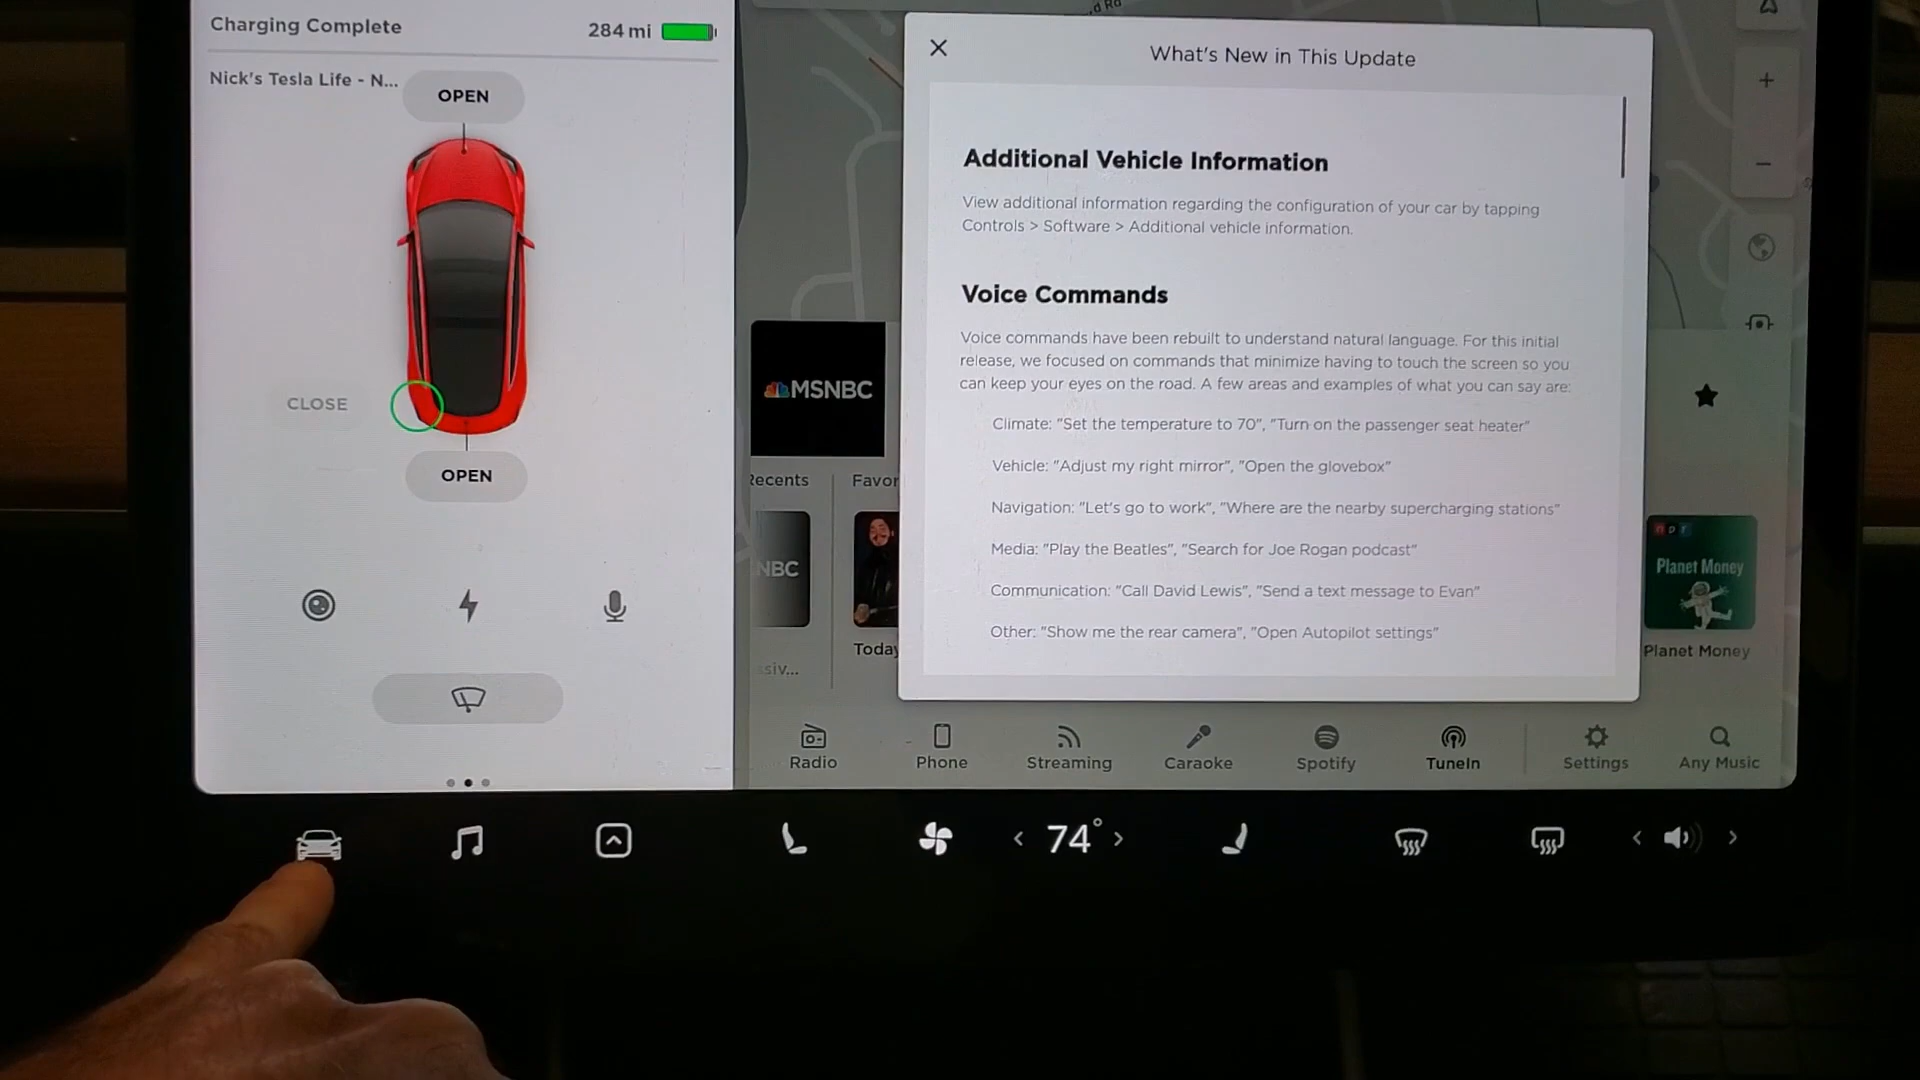 Charging Complete
284 mi
Nick's Tesla Life - N...
OPEN
CLOSE
OPEN
d Rd
What's New in This Update
Additional Vehicle Information
View additional information regarding the configuration of your car by tapping
Controls > Software > Additional vehicle information.
Voice Commands
Voice commands have been rebuilt to understand natural language. For this initial
release, we focused on commands that minimize having to touch the screen so you
can keep your eyes on the road. A few areas and examples of what you can say are:
Climate: "Set the temperature to 70", "Turn on the passenger seat heater"
Vehicle: "Adjust my right mirror", "Open the glovebox"
Navigation: "Let's go to work", "Where are the nearby supercharging stations"
Media: "Play the Beatles", "Search for Joe Rogan podcast"
Communication: "Call David Lewis", "Send a text message to Evan"
Other: "Show me the rear camera", "Open Autopilot settings"
MSNBC
Recents
Favor
NBC
siv...
Today
npr
Planet Money
Planet Money
Radio
Phone
Streaming
Caraoke
Spotify
TuneIn
Settings
Any Music
74°